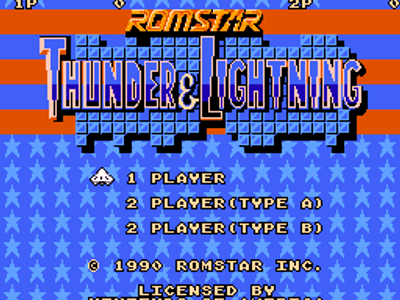 1P 0 2P 0
ROMSTAR
THUNDER & LIGHTNING
1 PLAYER
2 PLAYER(TYPE A)
2 PLAYER(TYPE B)
© 1990 ROMSTAR INC.
LICENSED BY